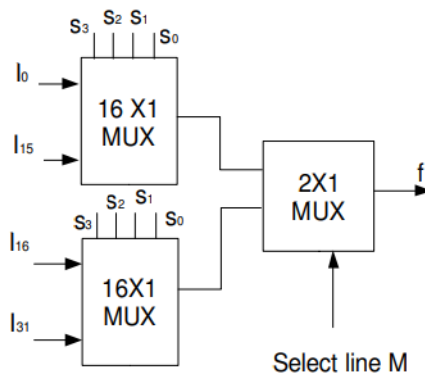 S3 S2 S1 S0
I0
16 X1
MUX
I15
f
2X1
MUX
S3 S2 S1 S0
I16
16X1
MUX
I31
Select line M